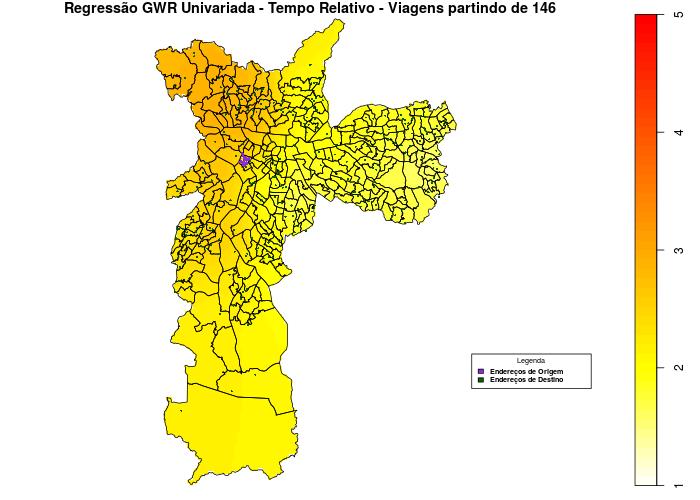 Regressão GWR Univariada - Tempo Relativo - Viagens partindo de 146
5
4
3
2
1
Legenda
Endereços de Origem
Endereços de Destino